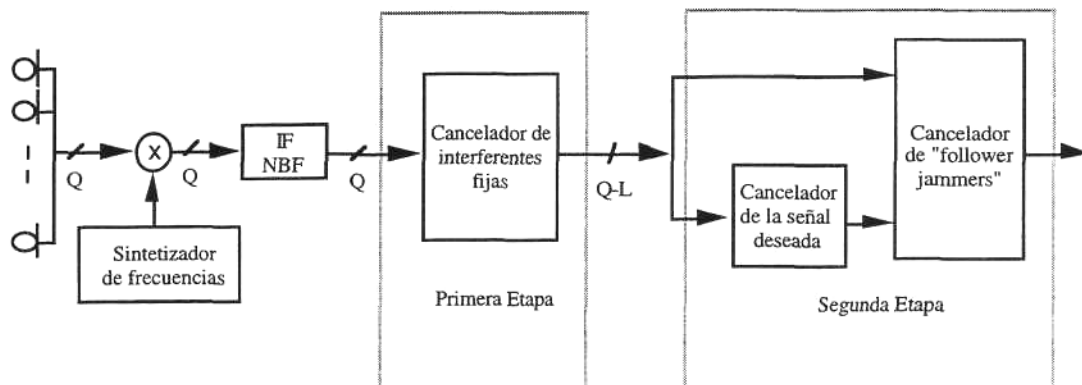 Q
X
Q
IF
NBF
Q
Sintetizador
de frecuencias
Cancelador de
interferentes
fijas
Primera Etapa
Q-L
Cancelador
de la señal
deseada
Cancelador
de "follower
jammers"
Segunda Etapa